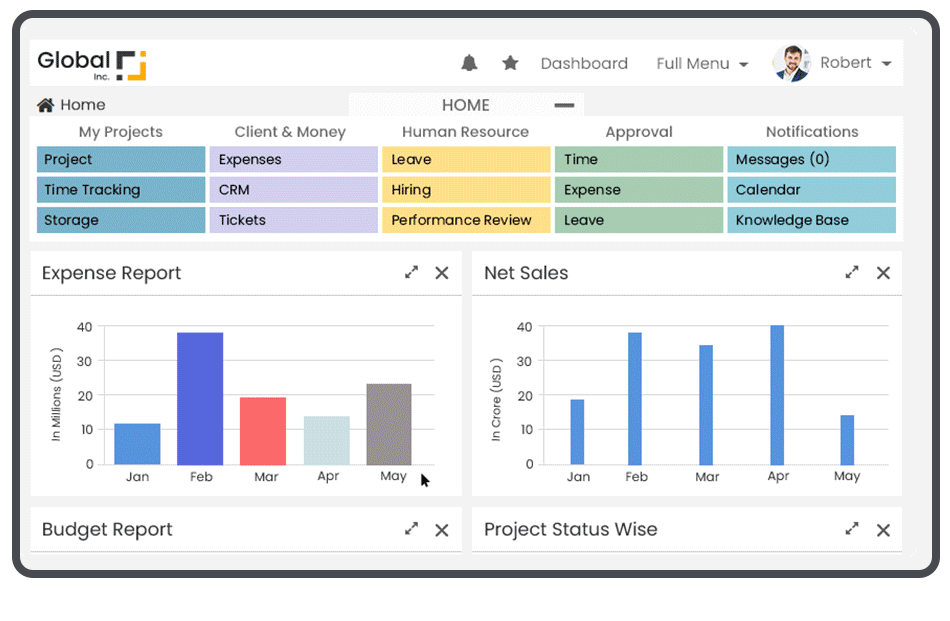 Global
Inc.
Dashboard
Full Menu
Robert
Home
HOME
My Projects
Client & Money
Human Resource
Approval
Notifications
Project
Expenses
Leave
Time
Messages (0)
Time Tracking
CRM
Hiring
Expense
Calendar
Storage
Tickets
Performance Review
Leave
Knowledge Base
Expense Report
In Millions (USD)
40
30
20
10
0
Jan
Feb
Mar
Apr
May
Net Sales
In Crore (USD)
40
30
20
10
0
Jan
Feb
Mar
Apr
May
Budget Report
Project Status Wise